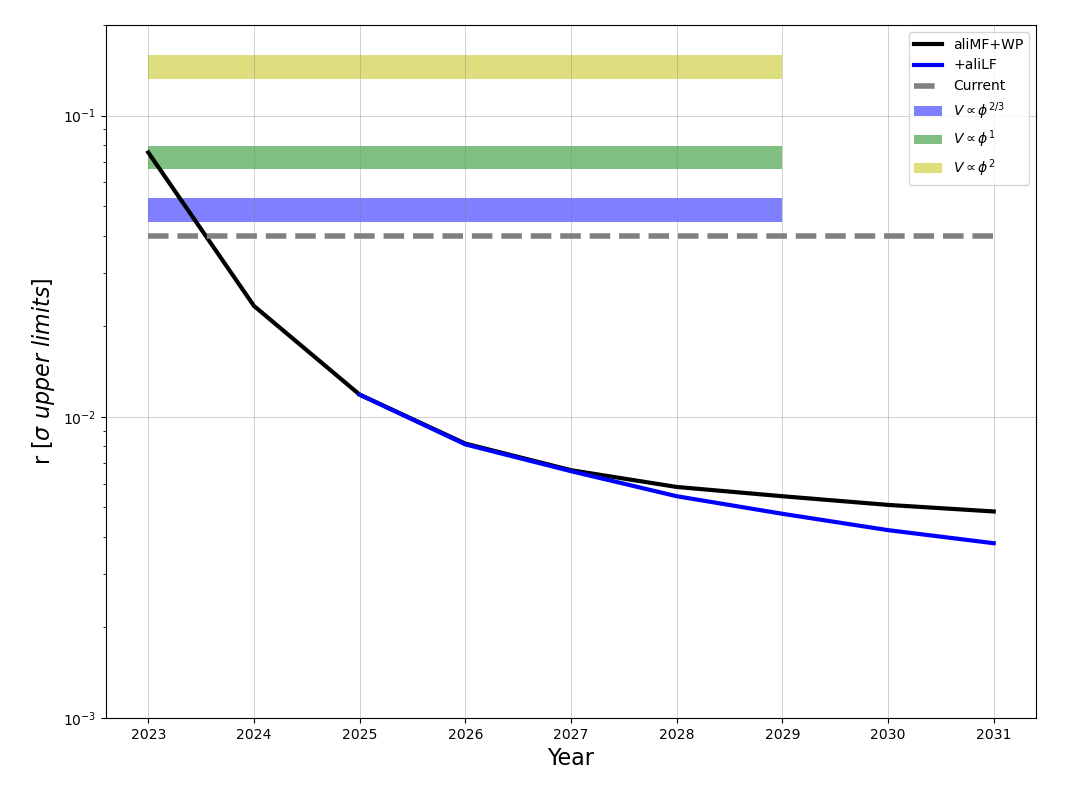 aliMF+WP
+aliLF
Current
V ∝ ϕ^{2/3}
V ∝ ϕ^1
V ∝ ϕ^2
10^{-1}
10^{-2}
10^{-3}
r [σ upper limits]
2023 2024 2025 2026 2027 2028 2029 2030 2031
Year